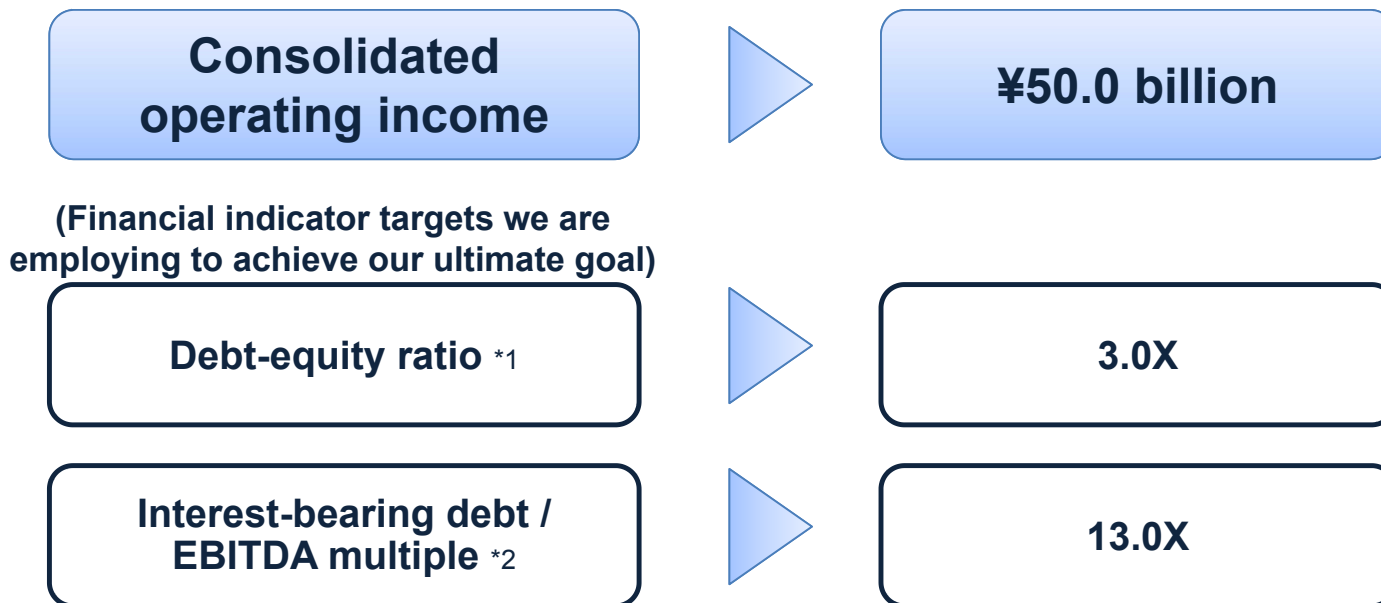 Consolidated
operating income
¥50.0 billion
(Financial indicator targets we are
employing to achieve our ultimate goal)
Debt-equity ratio *1
3.0X
Interest-bearing debt /
EBITDA multiple *2
13.0X